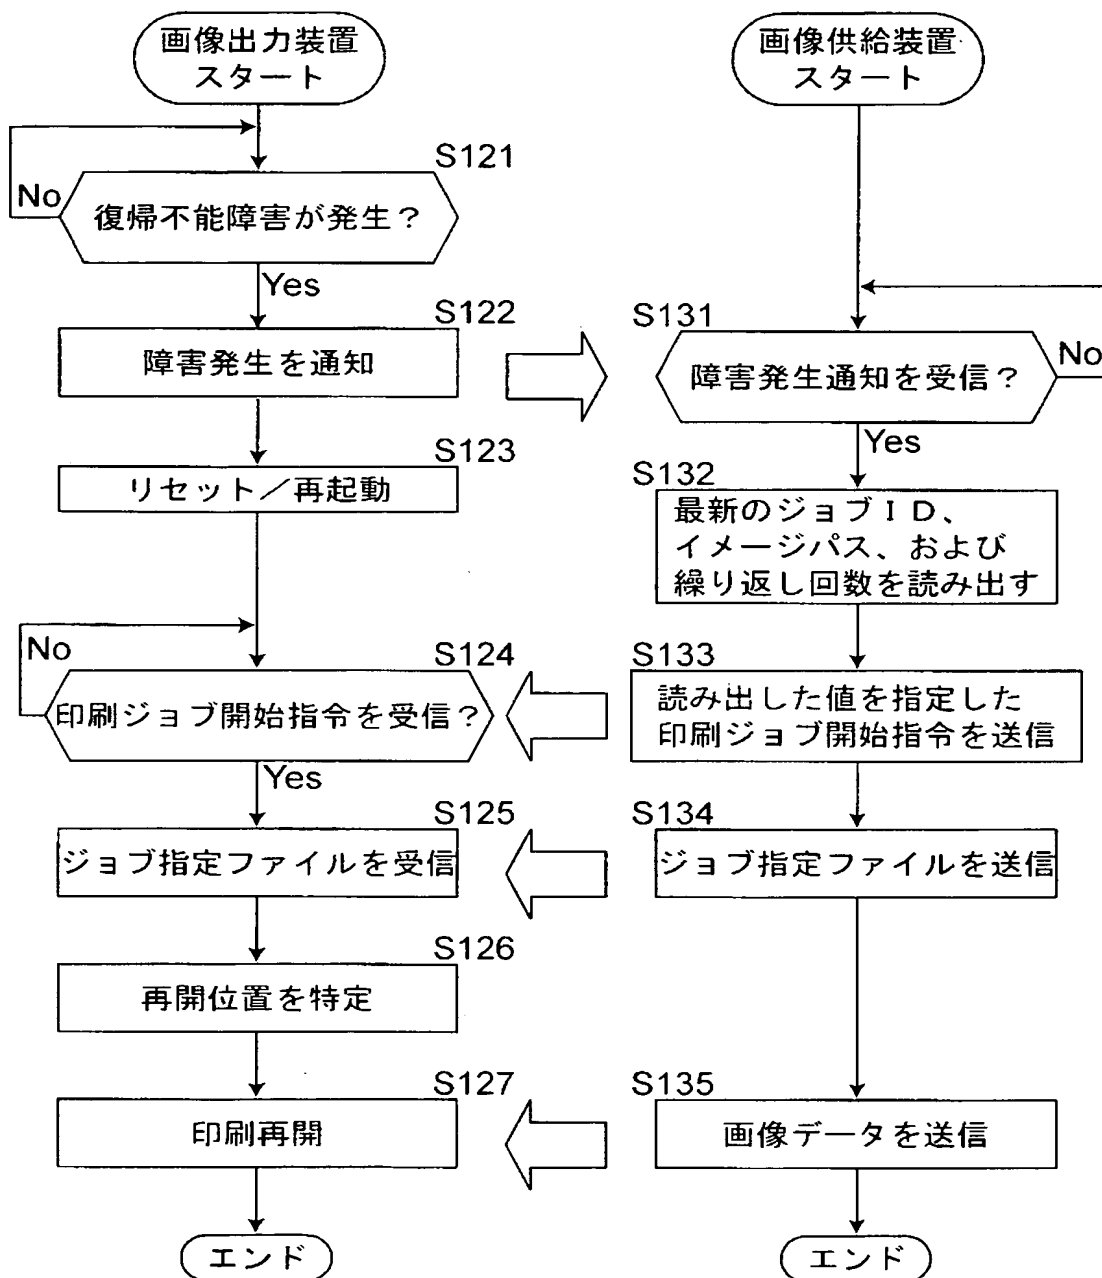 画像出力装置
スタート
S121
No
復帰不能障害が発生？
Yes
S122
障害発生を通知
S123
リセット／再起動
No
S124
印刷ジョブ開始指令を受信？
Yes
S125
ジョブ指定ファイルを受信
S126
再開位置を特定
S127
印刷再開
エンド
画像供給装置
スタート
S131
No
障害発生通知を受信？
Yes
S132
最新のジョブＩＤ、
イメージパス、および
繰り返し回数を読み出す
S133
読み出した値を指定した
印刷ジョブ開始指令を送信
S134
ジョブ指定ファイルを送信
S135
画像データを送信
エンド